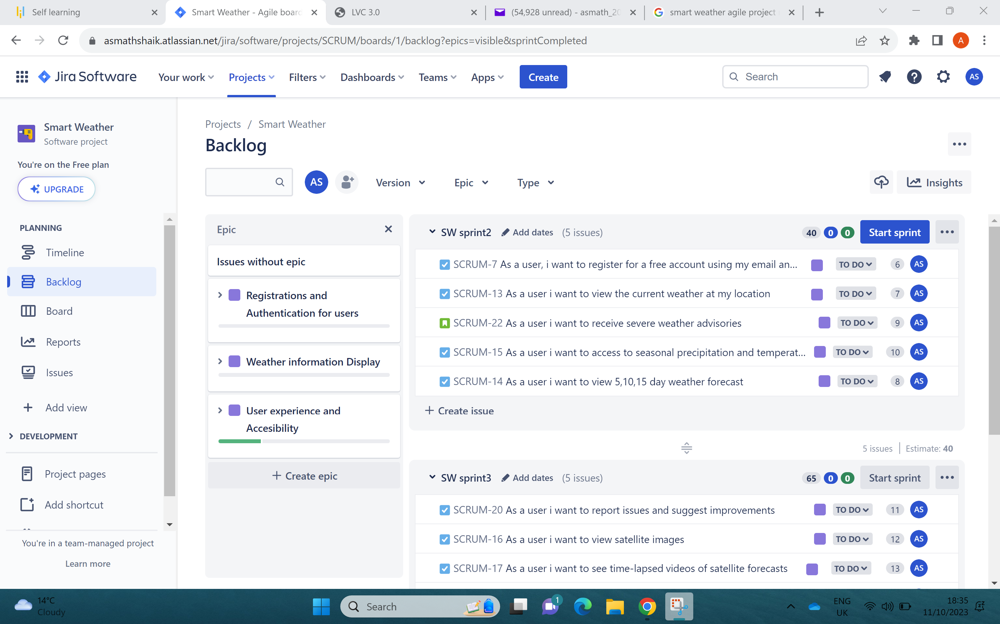 Self learning
Smart Weather - Agile board
LVC 3.0
(54,928 unread) - asmath_20
smart weather agile project
asmathshaik.atlassian.net/jira/software/projects/SCRUM/boards/1/backlog?epics=visible&sprintCompleted
A
Jira Software
Your work
Projects
Filters
Dashboards
Teams
Apps
Create
Search
AS
Smart Weather
Software project
You're on the Free plan
UPGRADE
PLANNING
Timeline
Backlog
Board
Reports
Issues
Add view
DEVELOPMENT
Project pages
Add shortcut
You're in a team-managed project
Learn more
Projects / Smart Weather
Backlog
AS
Version
Epic
Type
Insights
Epic
Issues without epic
Registrations and
Authentication for users
Weather information Display
User experience and
Accesibility
+ Create epic
SW sprint2 Add dates (5 issues) 40 0 0 Start sprint
SCRUM-7 As a user, i want to register for a free account using my email an... TO DO 6 AS
SCRUM-13 As a user i want to view the current weather at my location TO DO 7 AS
SCRUM-22 As a user i want to receive severe weather advisories TO DO 9 AS
SCRUM-15 As a user i want to access to seasonal precipitation and temperat... TO DO 10 AS
SCRUM-14 As a user i want to view 5,10,15 day weather forecast TO DO 8 AS
+ Create issue
5 issues | Estimate: 40
SW sprint3 Add dates (5 issues) 65 0 0 Start sprint
SCRUM-20 As a user i want to report issues and suggest improvements TO DO 11 AS
SCRUM-16 As a user i want to view satellite images TO DO 12 AS
SCRUM-17 As a user i want to see time-lapsed videos of satellite forecasts TO DO 13 AS
14°C
Cloudy
Search
1
ENG
UK
18:35
11/10/2023